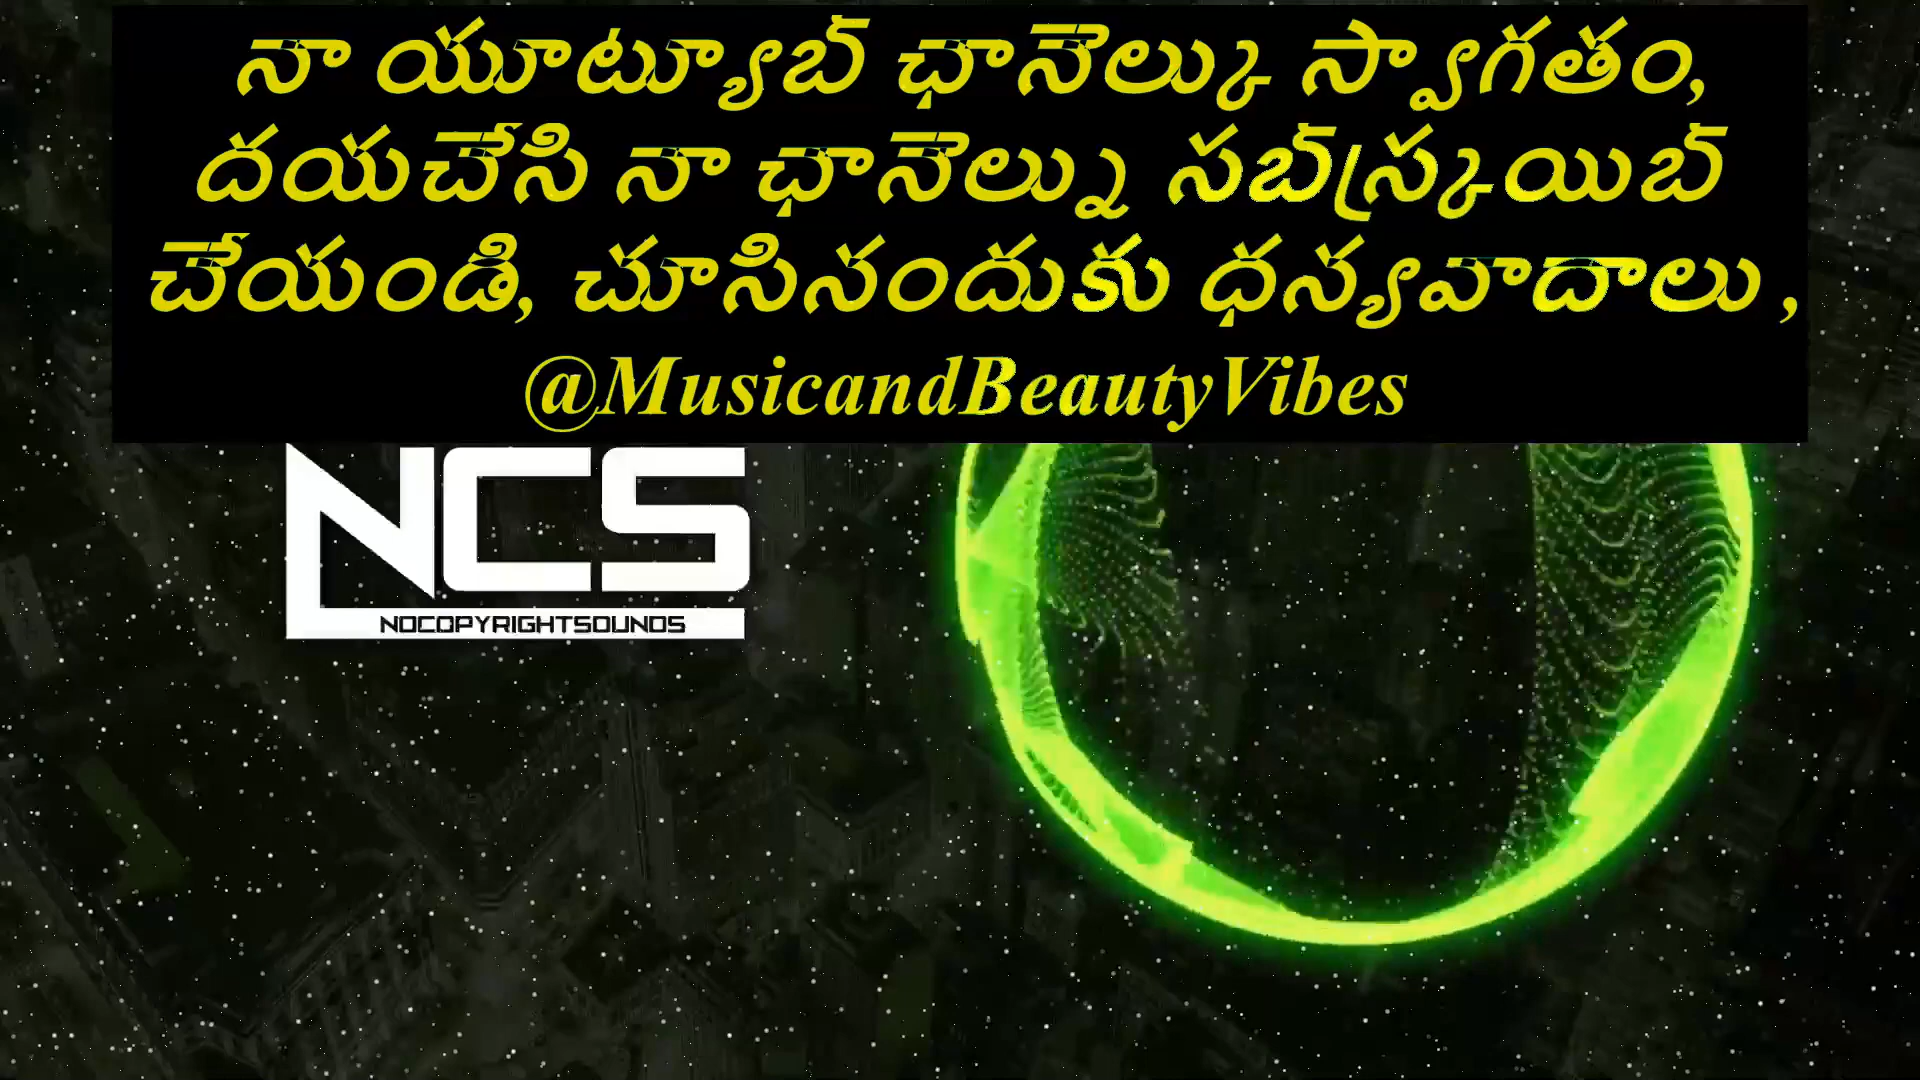 నా యూట్యూబ్ ఛానెల్కు స్వాగతం,
దయచేసి నా ఛానెల్ను సబ్స్క్రయిబ్
చేయండి, చూసినందుకు ధన్యవాదాలు ,
@MusicandBeautyVibes
NCS
NOCOPYRIGHTSOUNDS